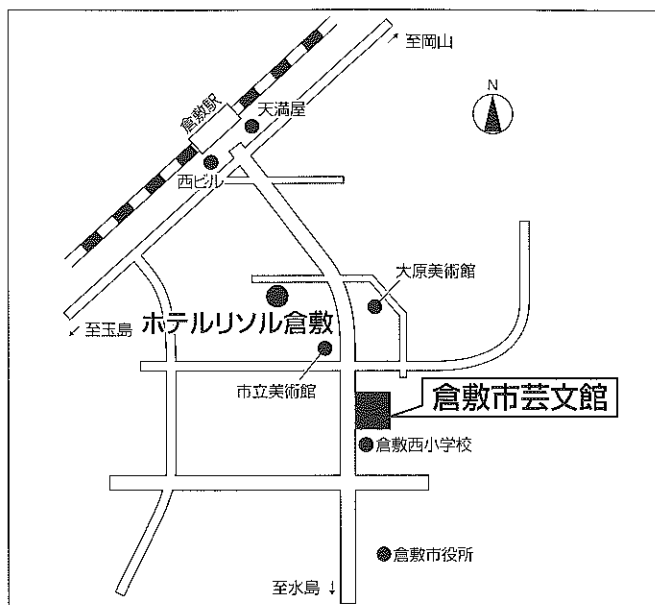 至岡山
N
天満屋
倉敷駅
西ビル
大原美術館
ホテルリソル倉敷
至玉島
市立美術館
倉敷市芸文館
倉敷西小学校
倉敷市役所
至水島